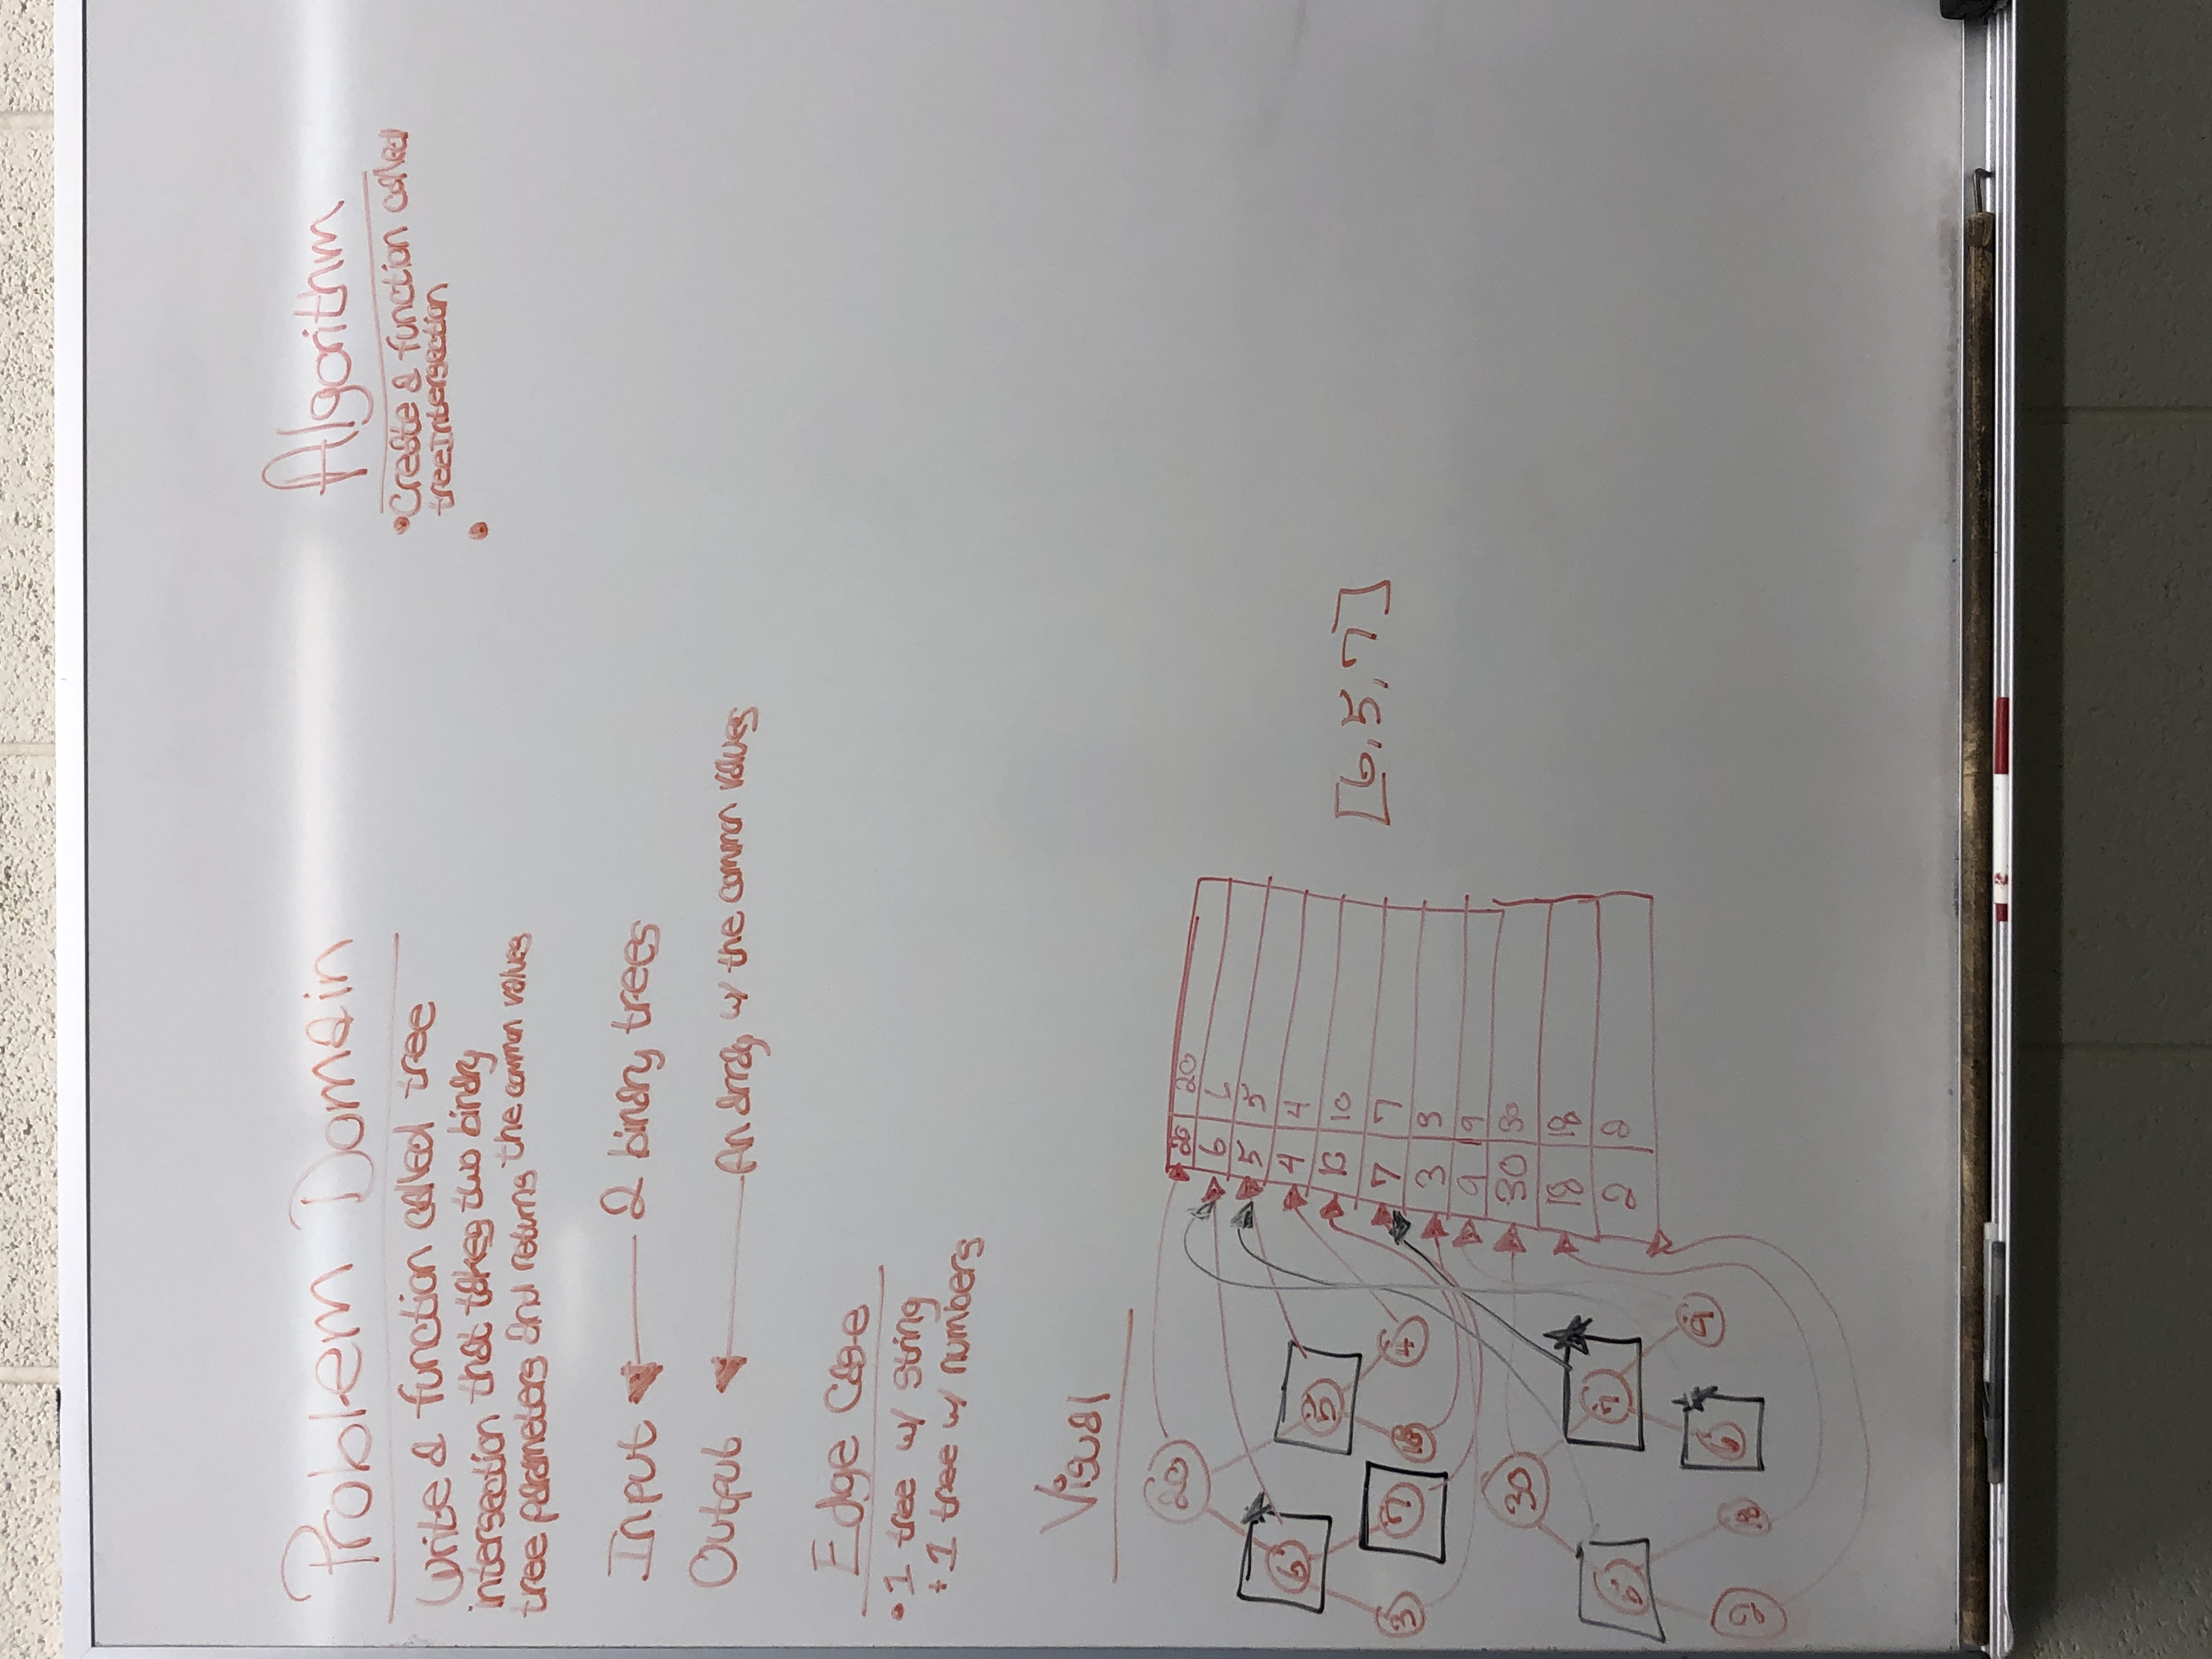 Problem Domain
Write a function called tree
intersection that takes two binary
tree parameters and returns the common values
Input
2 binary trees
Output
An array w/ the common values
Edge Case
• 1 tree w/ string
+ 1 tree w/ numbers
Visual
20
6
5
3
7
10
4
30
5
7
2
18
6
9
20 20
6 6
5 5
4 4
10 10
7 7
3 3
9 9
30 30
18 18
2 2
[6,5,7]
Algorithm
• Create a function called
treeIntersection
•